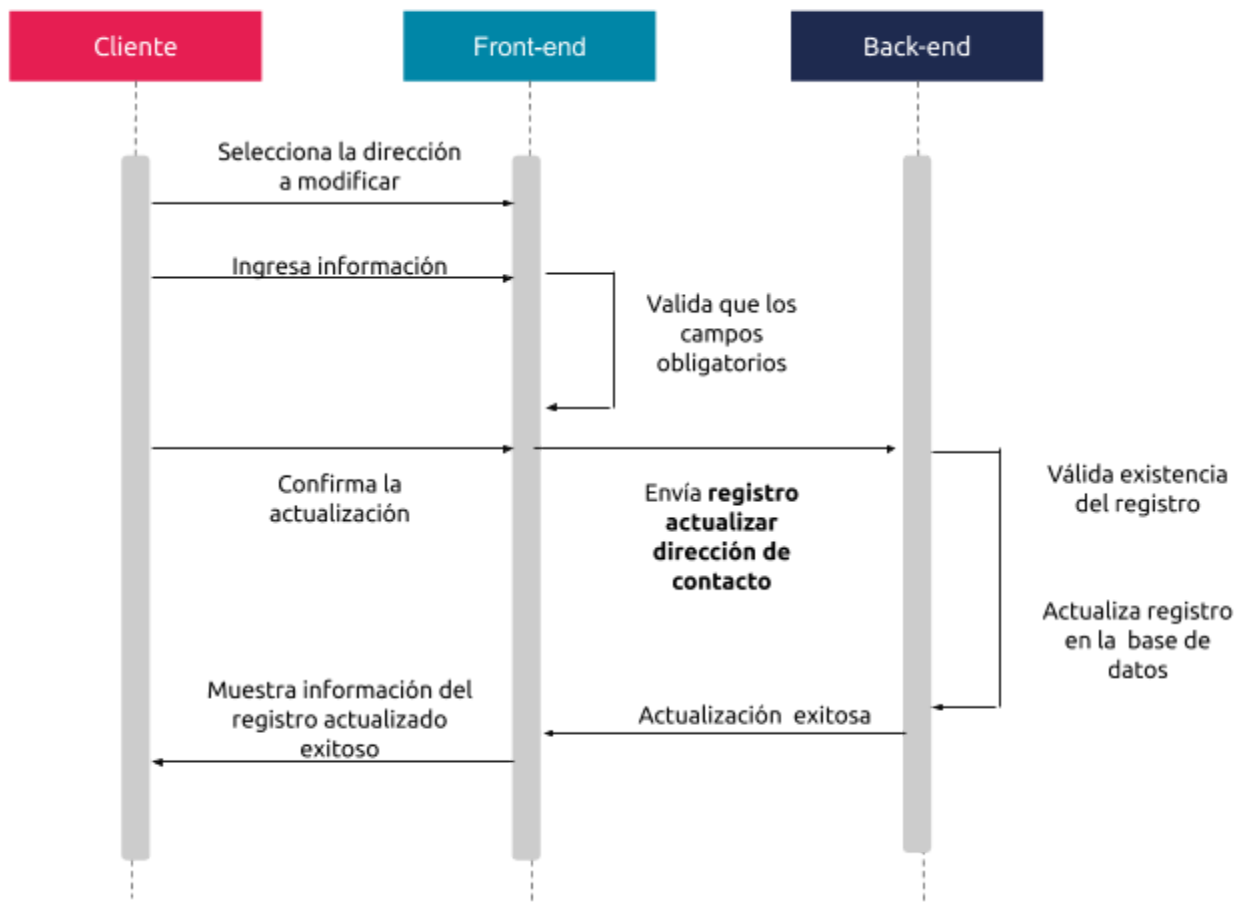 Cliente
Front-end
Back-end
Selecciona la dirección
a modificar
Ingresa información
Valida que los
campos
obligatorios
Confirma la
actualización
Envía registro
actualizar
dirección de
contacto
Válida existencia
del registro
Actualiza registro
en la base de
datos
Actualización exitosa
Muestra información del
registro actualizado
exitoso